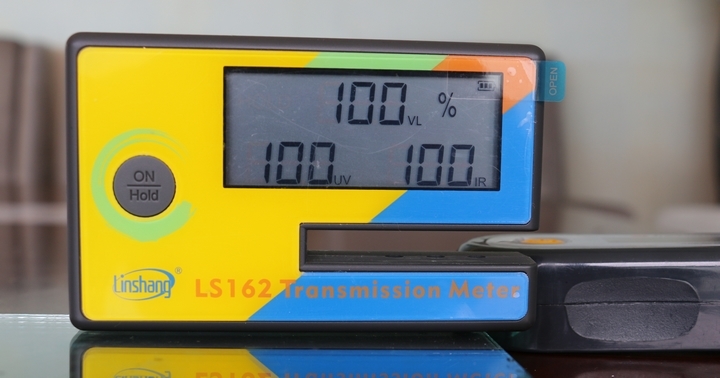 OPEN
100 VL %
100 UV 100 IR
ON
Hold
Linshang®
LS162 Transmission Meter